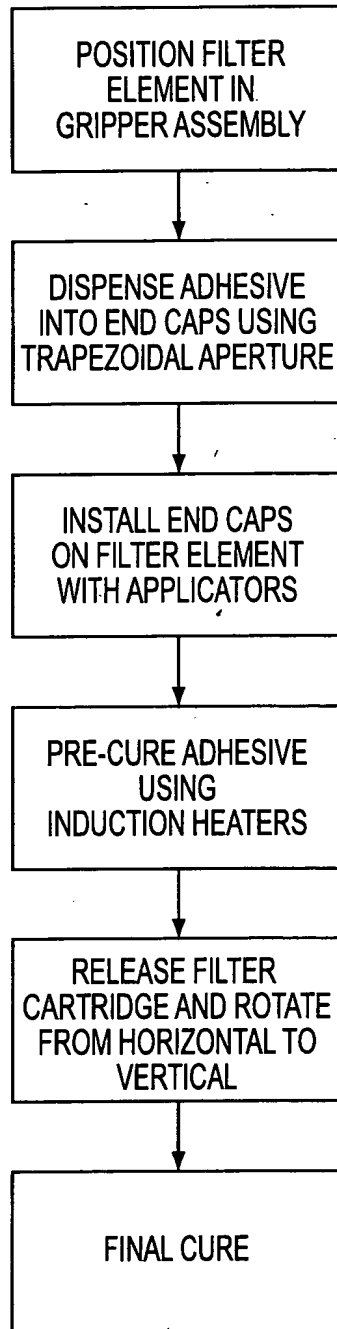 POSITION FILTER
ELEMENT IN
GRIPPER ASSEMBLY
DISPENSE ADHESIVE
INTO END CAPS USING
TRAPEZOIDAL APERTURE
INSTALL END CAPS
ON FILTER ELEMENT
WITH APPLICATORS
PRE-CURE ADHESIVE
USING
INDUCTION HEATERS
RELEASE FILTER
CARTRIDGE AND ROTATE
FROM HORIZONTAL TO
VERTICAL
FINAL CURE